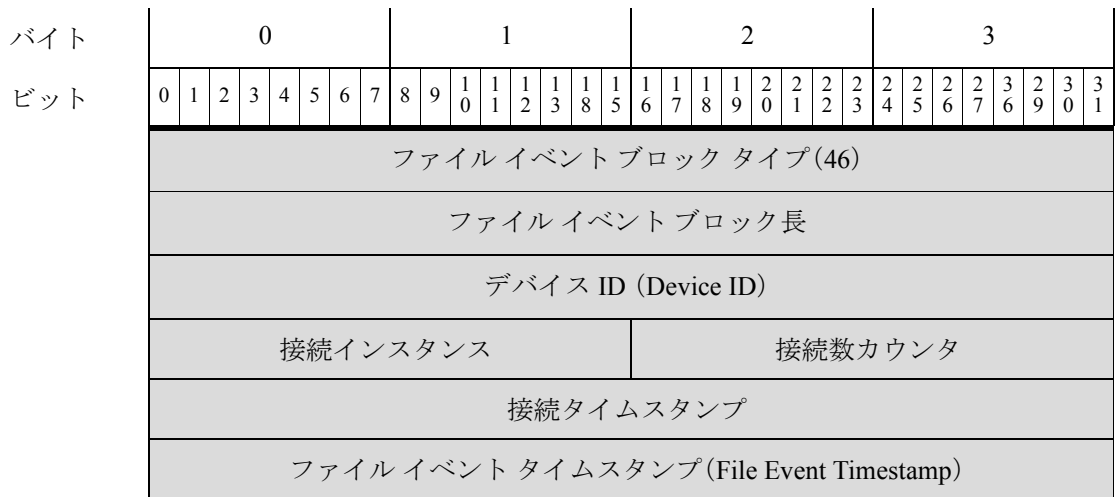 バイト 0 1 2 3
ビット 0 1 2 3 4 5 6 7 8 9 10 11 12 13 18 15 16 17 18 19 20 21 22 23 24 25 26 27 36 29 30 31
ファイル イベント ブロック タイプ(46)
ファイル イベント ブロック長
デバイス ID (Device ID)
接続インスタンス 接続数カウンタ
接続タイムスタンプ
ファイル イベント タイムスタンプ(File Event Timestamp)